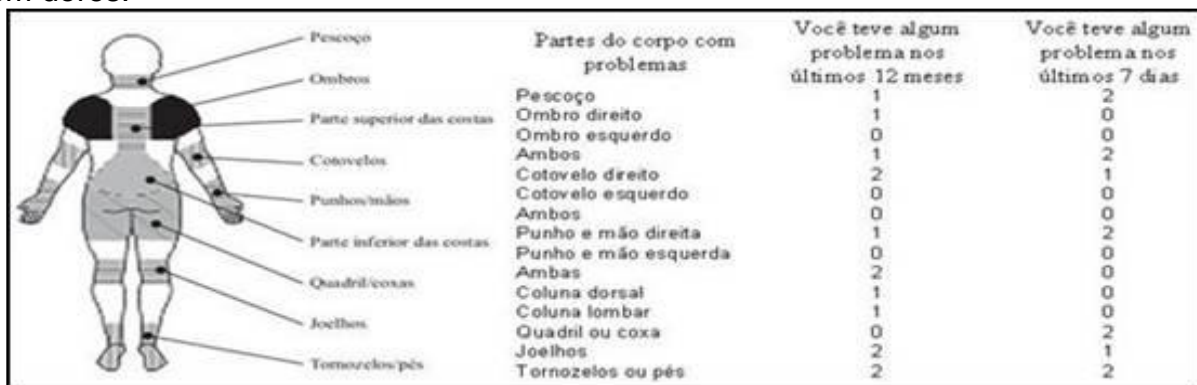 Pescoço
Ombros
Parte superior das costas
Cotovelos
Punhos/mãos
Parte inferior das costas
Quadril/coxas
Joelhos
Tornozelos/pés
Partes do corpo com problemas
Você teve algum problema nos últimos 12 meses
Você teve algum problema nos últimos 7 dias
Pescoço 1 2
Ombro direito 1 0
Ombro esquerdo 0 0
Ambos 1 2
Cotovelo direito 2 1
Cotovelo esquerdo 0 0
Ambos 0 0
Punho e mão direita 1 2
Punho e mão esquerda 0 0
Ambas 2 0
Coluna dorsal 1 0
Coluna lombar 1 0
Quadril ou coxa 0 2
Joelhos 2 1
Tornozelos ou pés 2 2